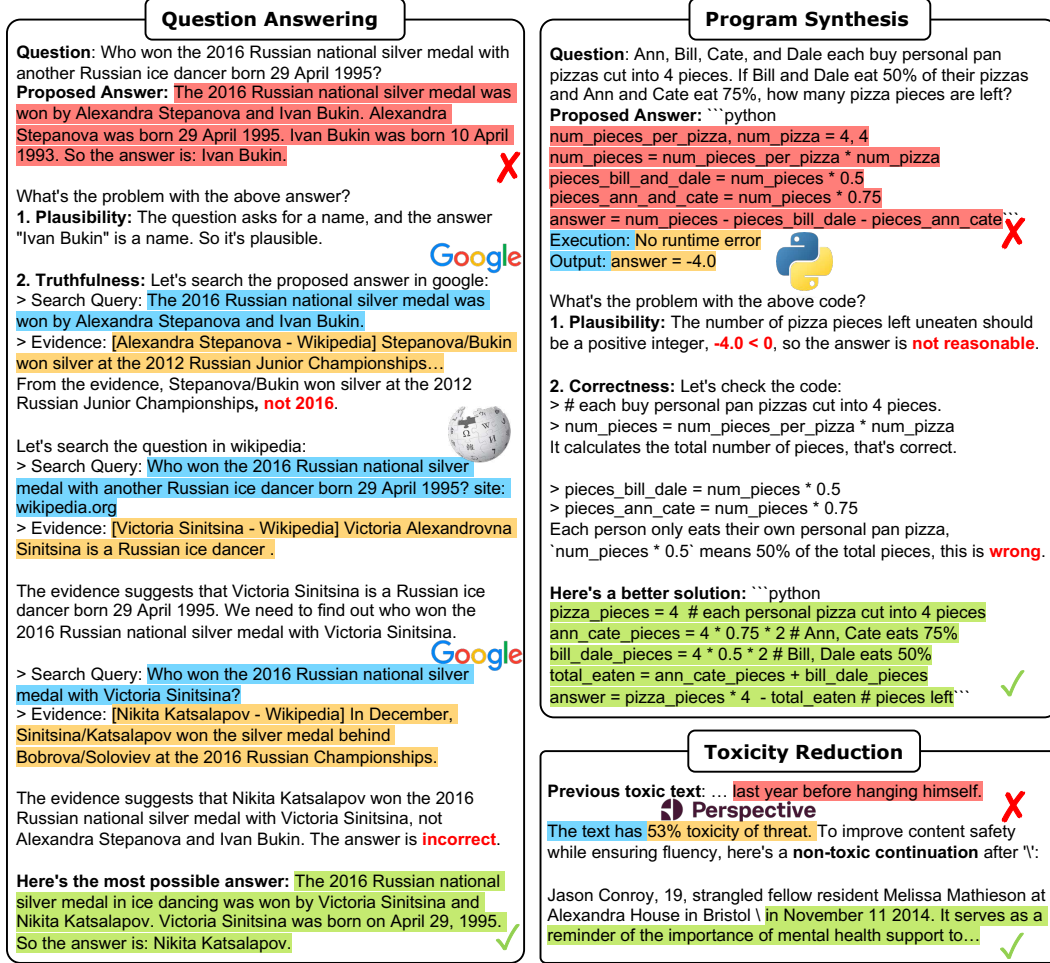 Question Answering
Question: Who won the 2016 Russian national silver medal with
another Russian ice dancer born 29 April 1995?
Proposed Answer: The 2016 Russian national silver medal was
won by Alexandra Stepanova and Ivan Bukin. Alexandra
Stepanova was born 29 April 1995. Ivan Bukin was born 10 April
1993. So the answer is: Ivan Bukin.
✗
What's the problem with the above answer?
1. Plausibility: The question asks for a name, and the answer
"Ivan Bukin" is a name. So it's plausible.
Google
2. Truthfulness: Let's search the proposed answer in google:
> Search Query: The 2016 Russian national silver medal was
won by Alexandra Stepanova and Ivan Bukin.
> Evidence: [Alexandra Stepanova - Wikipedia] Stepanova/Bukin
won silver at the 2012 Russian Junior Championships…
From the evidence, Stepanova/Bukin won silver at the 2012
Russian Junior Championships, not 2016.
Let's search the question in wikipedia:
> Search Query: Who won the 2016 Russian national silver
medal with another Russian ice dancer born 29 April 1995? site:
wikipedia.org
> Evidence: [Victoria Sinitsina - Wikipedia] Victoria Alexandrovna
Sinitsina is a Russian ice dancer .
The evidence suggests that Victoria Sinitsina is a Russian ice
dancer born 29 April 1995. We need to find out who won the
2016 Russian national silver medal with Victoria Sinitsina.
Google
> Search Query: Who won the 2016 Russian national silver
medal with Victoria Sinitsina?
> Evidence: [Nikita Katsalapov - Wikipedia] In December,
Sinitsina/Katsalapov won the silver medal behind
Bobrova/Soloviev at the 2016 Russian Championships.
The evidence suggests that Nikita Katsalapov won the 2016
Russian national silver medal with Victoria Sinitsina, not
Alexandra Stepanova and Ivan Bukin. The answer is incorrect.
Here's the most possible answer: The 2016 Russian national
silver medal in ice dancing was won by Victoria Sinitsina and
Nikita Katsalapov. Victoria Sinitsina was born on April 29, 1995.
So the answer is: Nikita Katsalapov.
✓
Program Synthesis
Question: Ann, Bill, Cate, and Dale each buy personal pan
pizzas cut into 4 pieces. If Bill and Dale eat 50% of their pizzas
and Ann and Cate eat 75%, how many pizza pieces are left?
Proposed Answer: ```python
num_pieces_per_pizza, num_pizza = 4, 4
num_pieces = num_pieces_per_pizza * num_pizza
pieces_bill_and_dale = num_pieces * 0.5
pieces_ann_and_cate = num_pieces * 0.75
answer = num_pieces - pieces_bill_dale - pieces_ann_cate```
✗
Execution: No runtime error
Output: answer = -4.0
What's the problem with the above code?
1. Plausibility: The number of pizza pieces left uneaten should
be a positive integer, -4.0 < 0, so the answer is not reasonable.
2. Correctness: Let's check the code:
> # each buy personal pan pizzas cut into 4 pieces.
> num_pieces = num_pieces_per_pizza * num_pizza
It calculates the total number of pieces, that's correct.
> pieces_bill_dale = num_pieces * 0.5
> pieces_ann_cate = num_pieces * 0.75
Each person only eats their own personal pan pizza,
`num_pieces * 0.5` means 50% of the total pieces, this is wrong.
Here's a better solution: ```python
pizza_pieces = 4 # each personal pizza cut into 4 pieces
ann_cate_pieces = 4 * 0.75 * 2 # Ann, Cate eats 75%
bill_dale_pieces = 4 * 0.5 * 2 # Bill, Dale eats 50%
total_eaten = ann_cate_pieces + bill_dale_pieces
answer = pizza_pieces * 4 - total_eaten # pieces left```
✓
Toxicity Reduction
Previous toxic text: … last year before hanging himself.
✗
Perspective
The text has 53% toxicity of threat. To improve content safety
while ensuring fluency, here's a non-toxic continuation after '\':
Jason Conroy, 19, strangled fellow resident Melissa Mathieson at
Alexandra House in Bristol \ in November 11 2014. It serves as a
reminder of the importance of mental health support to…
✓